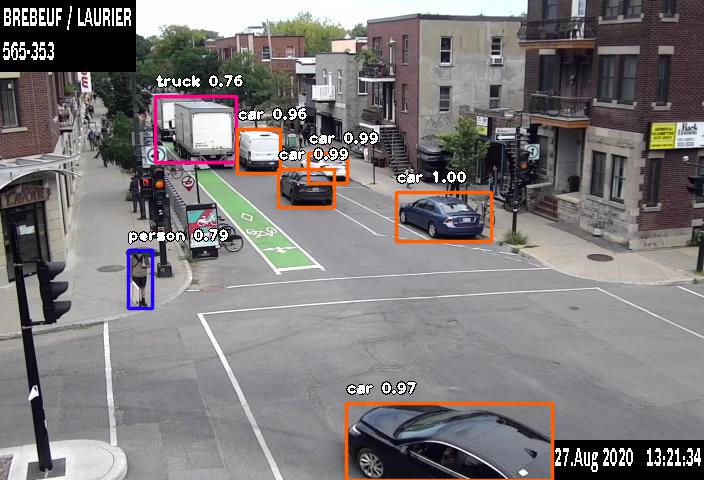 BREBEUF / LAURIER
565-353
truck 0.76
car 0.96
car 0.99
car 0.99
car 1.00
person 0.79
car 0.97
27.Aug 2020 13:21:34